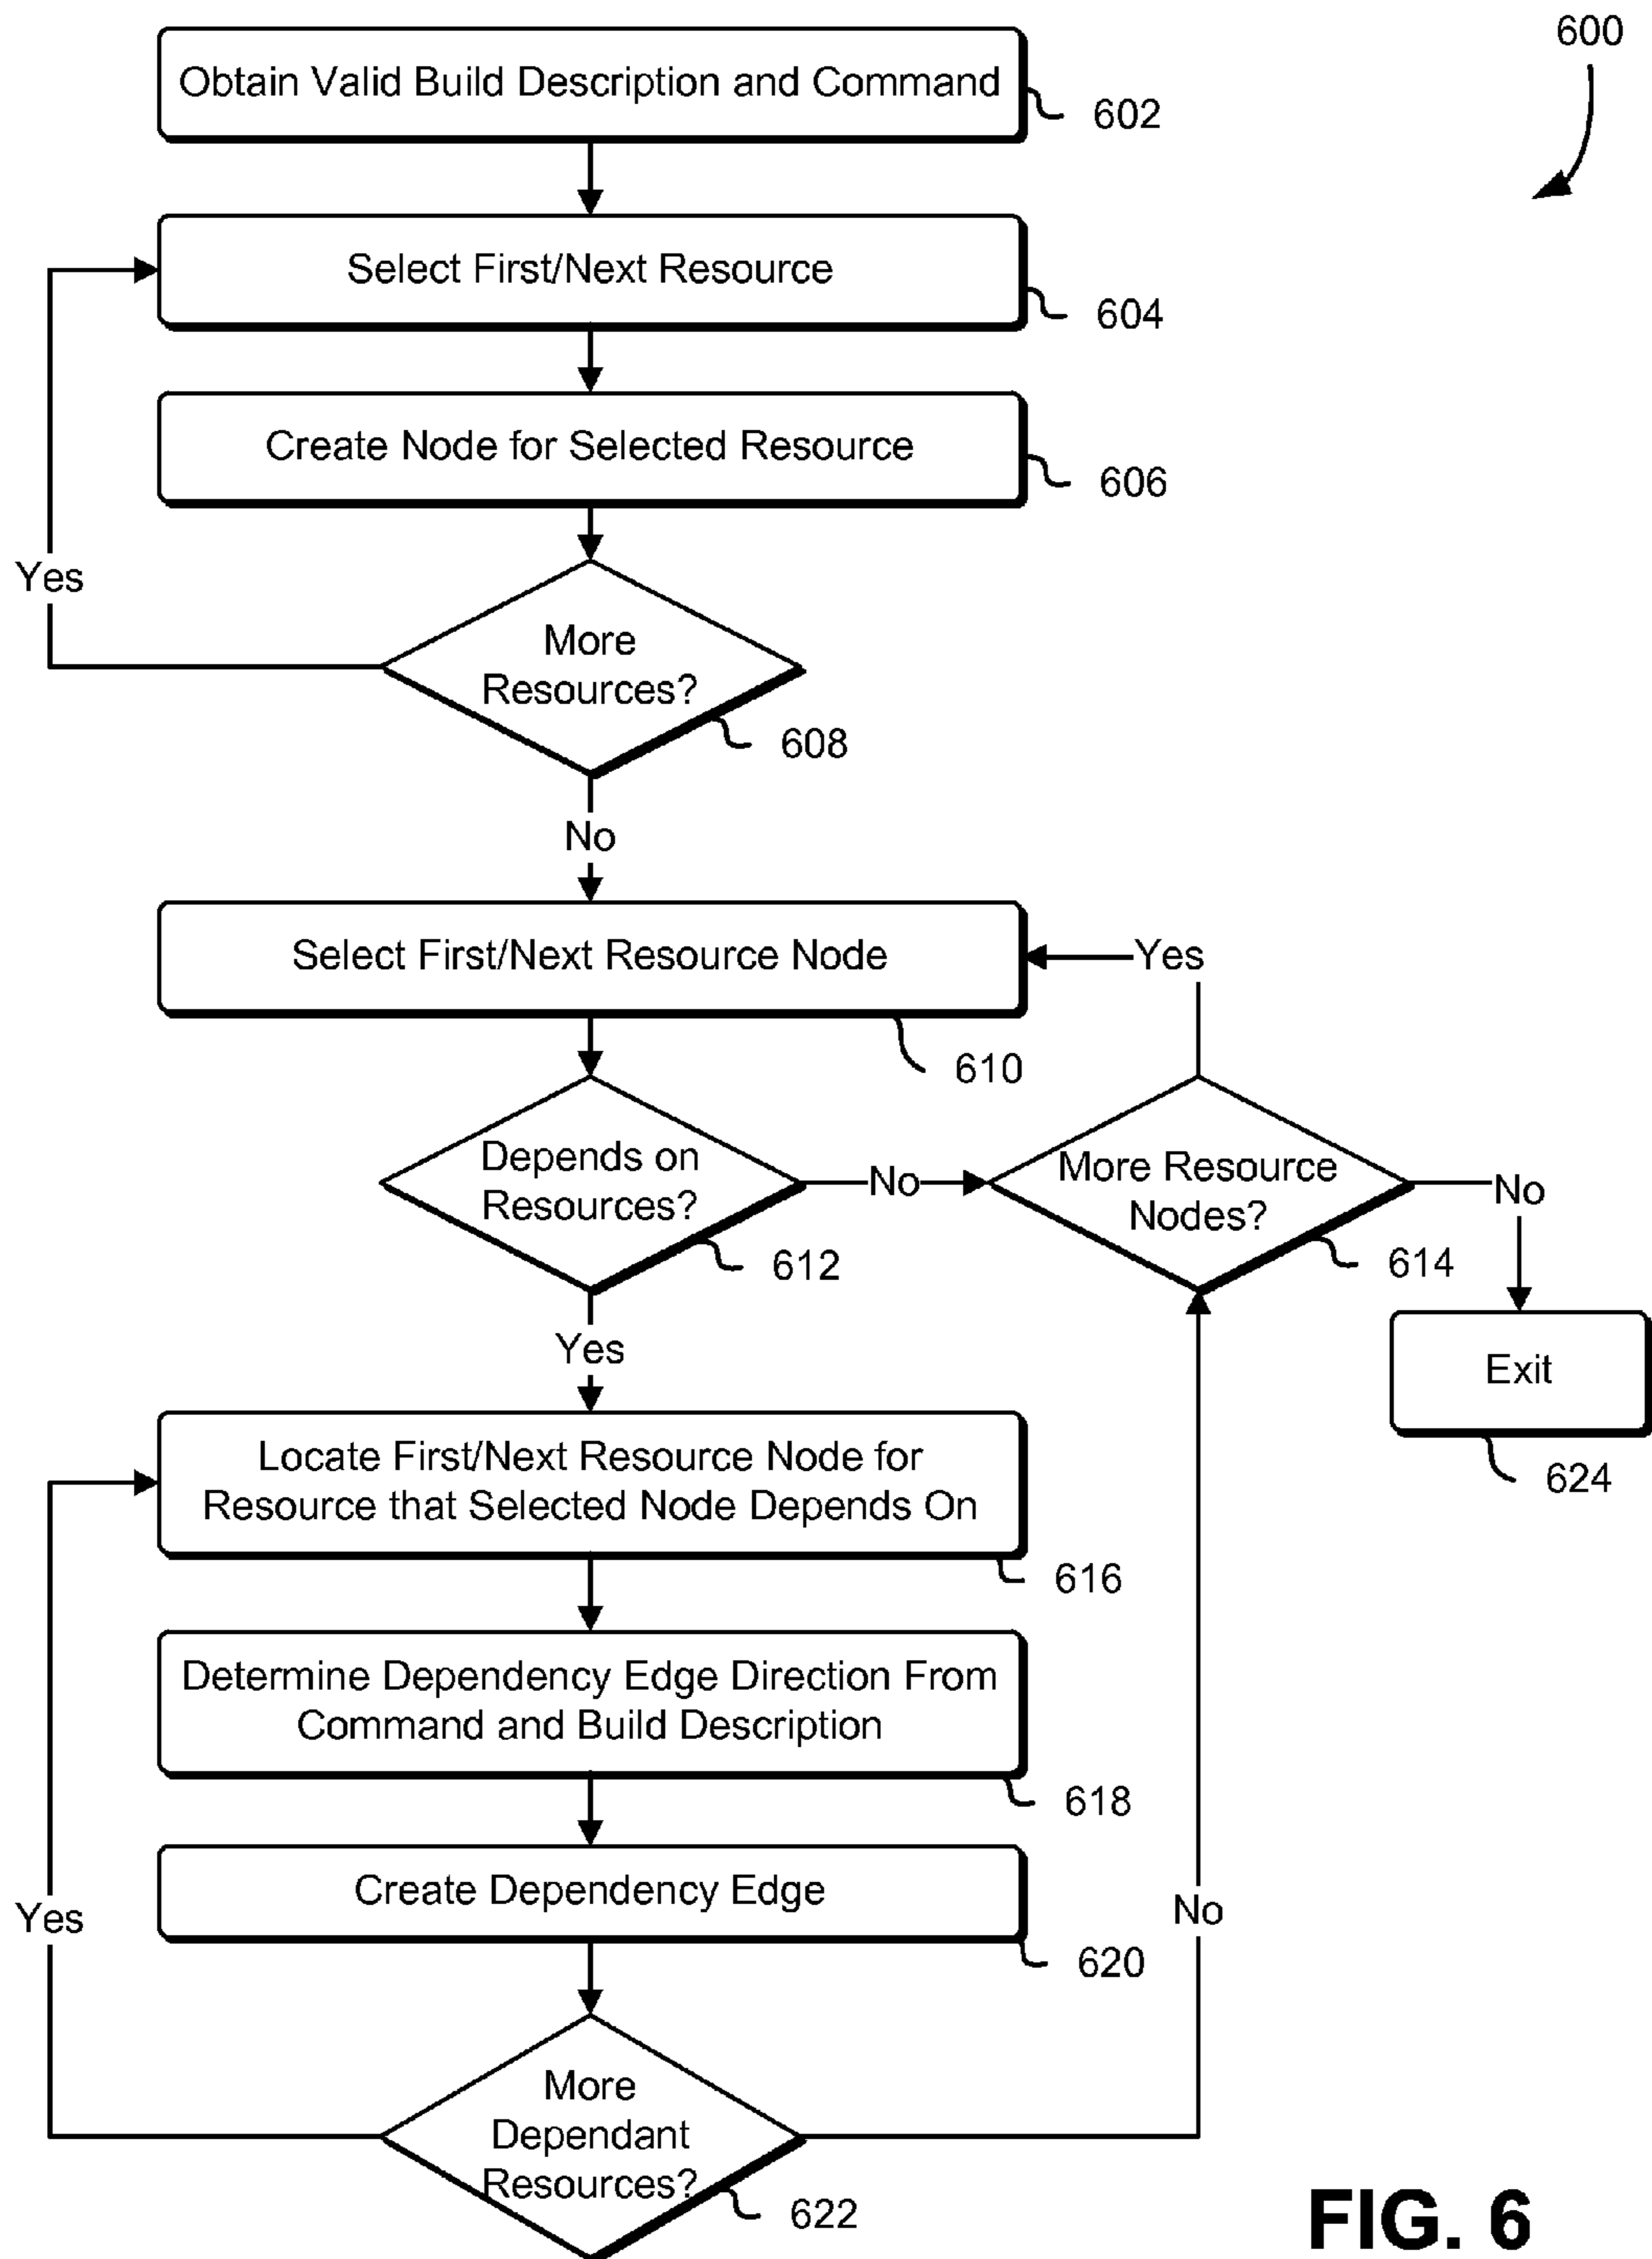 600
Obtain Valid Build Description and Command
602
Select First/Next Resource
604
Create Node for Selected Resource
606
Yes
More
Resources?
608
No
Select First/Next Resource Node
Yes
610
Depends on
Resources?
612
No
More Resource
Nodes?
614
No
Exit
624
Yes
Locate First/Next Resource Node for
Resource that Selected Node Depends On
616
Determine Dependency Edge Direction From
Command and Build Description
618
Create Dependency Edge
620
Yes
No
More
Dependant
Resources?
622
FIG. 6